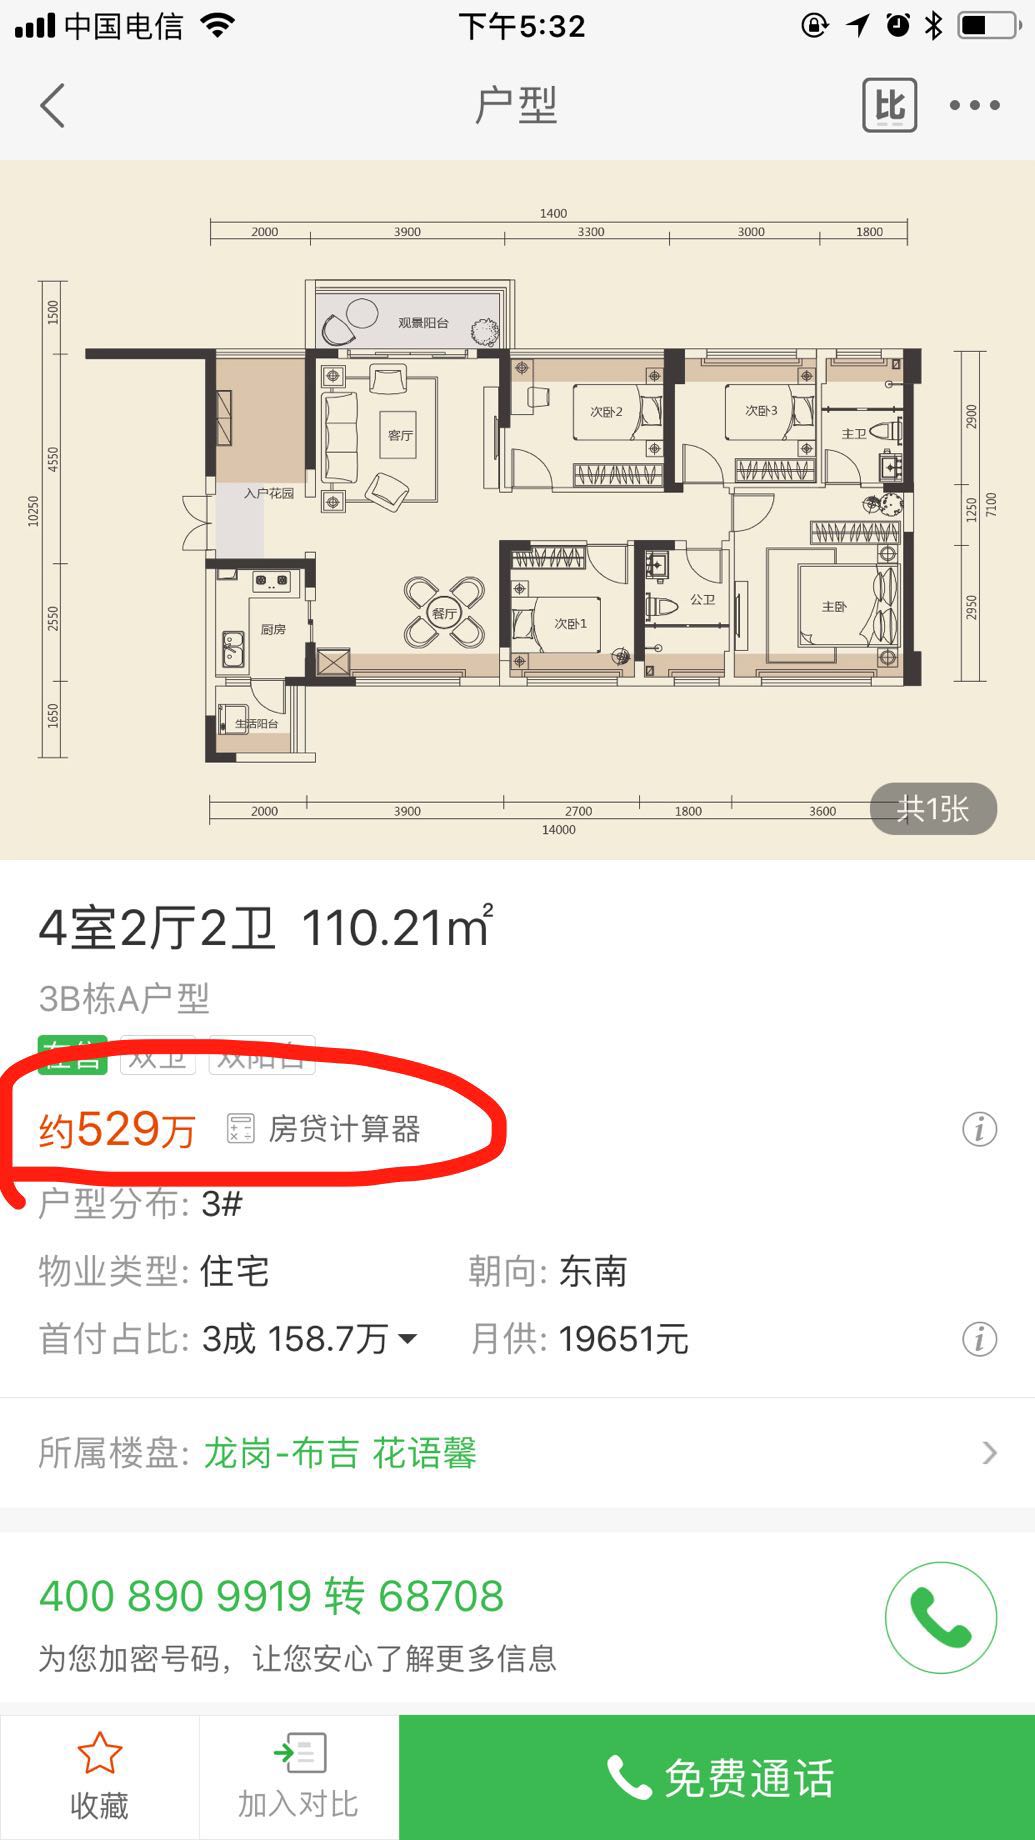 中国电信 下午5:32
户型 比
1400
2000 3900 3300 3000 1800
1500
4550
10250
2550
1650
2900
1250
7100
2950
观景阳台
次卧2
次卧3
客厅
主卫
入户花园
餐厅
厨房
次卧1
公卫
主卧
生活阳台
2000 3900 2700 1800 3600
14000
共1张
4室2厅2卫 110.21㎡
3B栋A户型
在售 双卫 双阳台
约529万 房贷计算器
户型分布: 3#
物业类型: 住宅 朝向: 东南
首付占比: 3成 158.7万 月供: 19651元
所属楼盘: 龙岗-布吉 花语馨
400 890 9919 转 68708
为您加密号码，让您安心了解更多信息
收藏 加入对比 免费通话